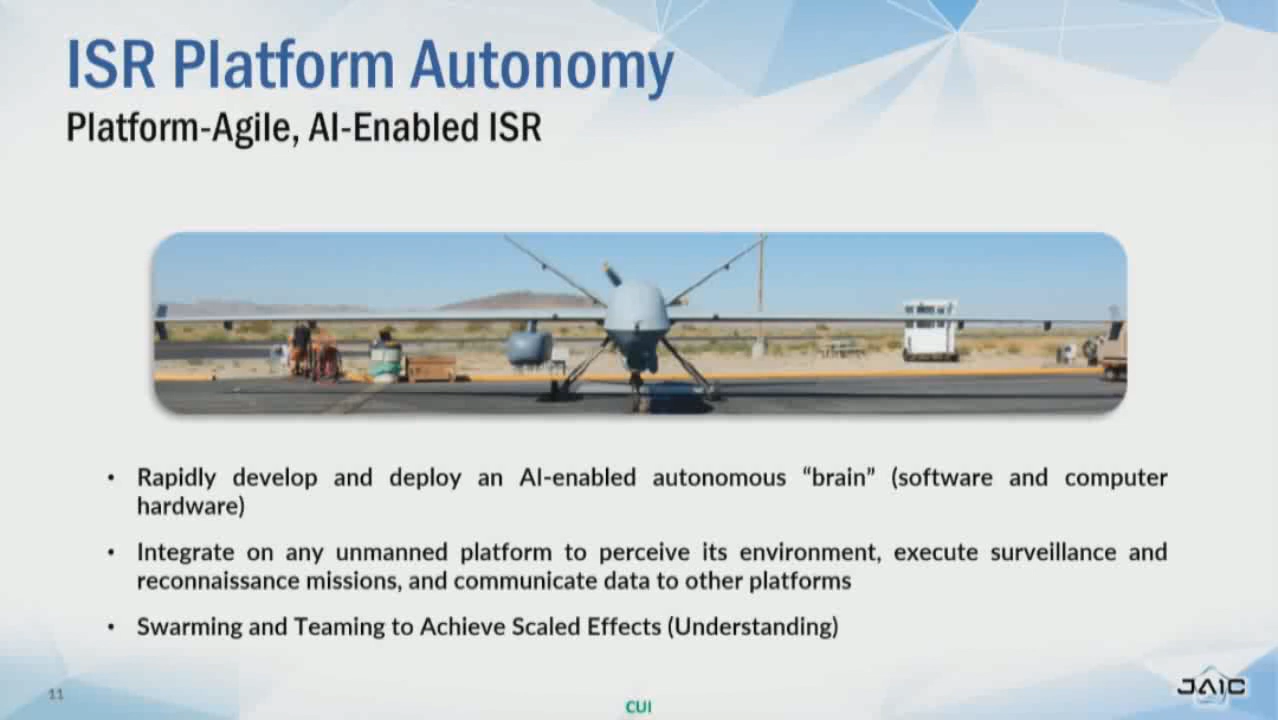 ISR Platform Autonomy
Platform-Agile, AI-Enabled ISR
• Rapidly develop and deploy an AI-enabled autonomous “brain” (software and computer
hardware)
• Integrate on any unmanned platform to perceive its environment, execute surveillance and
reconnaissance missions, and communicate data to other platforms
• Swarming and Teaming to Achieve Scaled Effects (Understanding)
11
CUI
JAIC